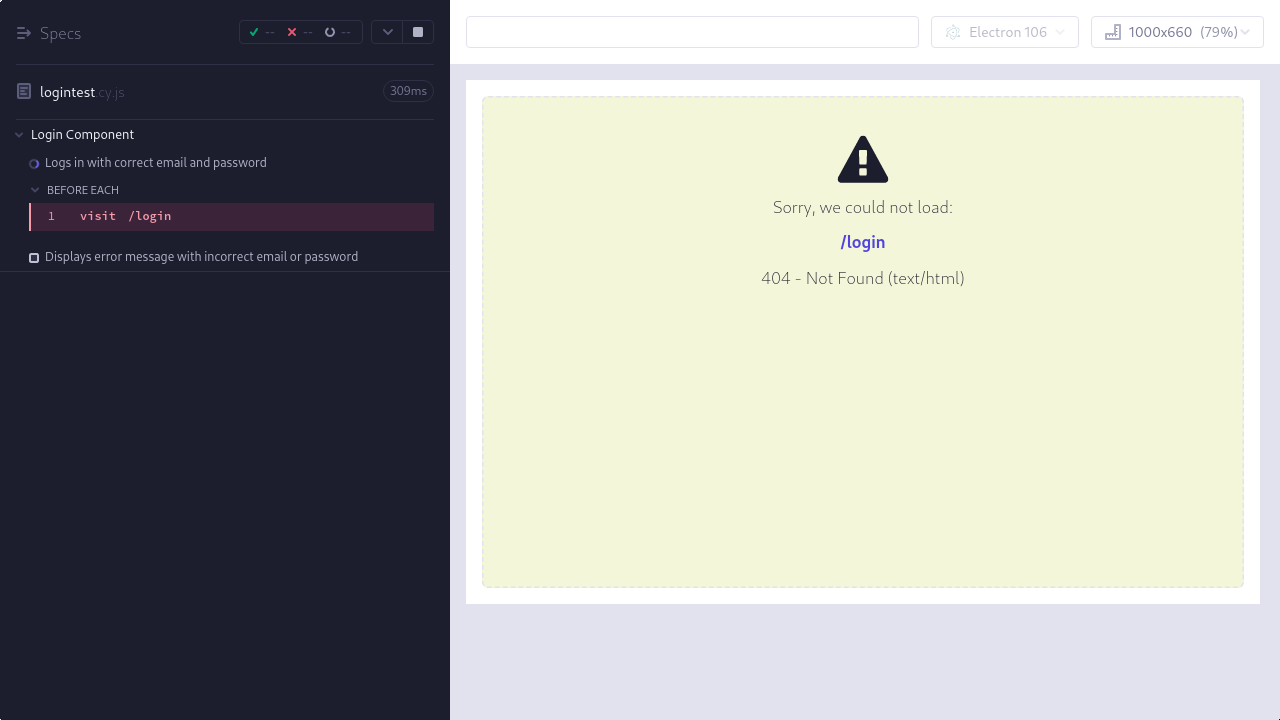 Specs
-- -- --
logintest.cy.js
309ms
Login Component
Logs in with correct email and password
BEFORE EACH
1 visit /login
Displays error message with incorrect email or password
Electron 106
1000x660 (79%)
Sorry, we could not load:
/login
404 - Not Found (text/html)